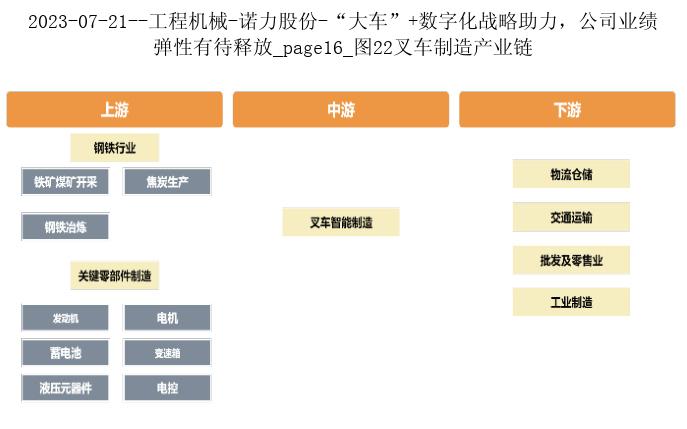 2023-07-21--工程机械-诺力股份-“大车”+数字化战略助力，公司业绩
弹性有待释放_page16_图22叉车制造产业链
上游
中游
下游
钢铁行业
铁矿煤矿开采
焦炭生产
钢铁冶炼
关键零部件制造
发动机
电机
蓄电池
变速箱
液压元器件
电控
叉车智能制造
物流仓储
交通运输
批发及零售业
工业制造